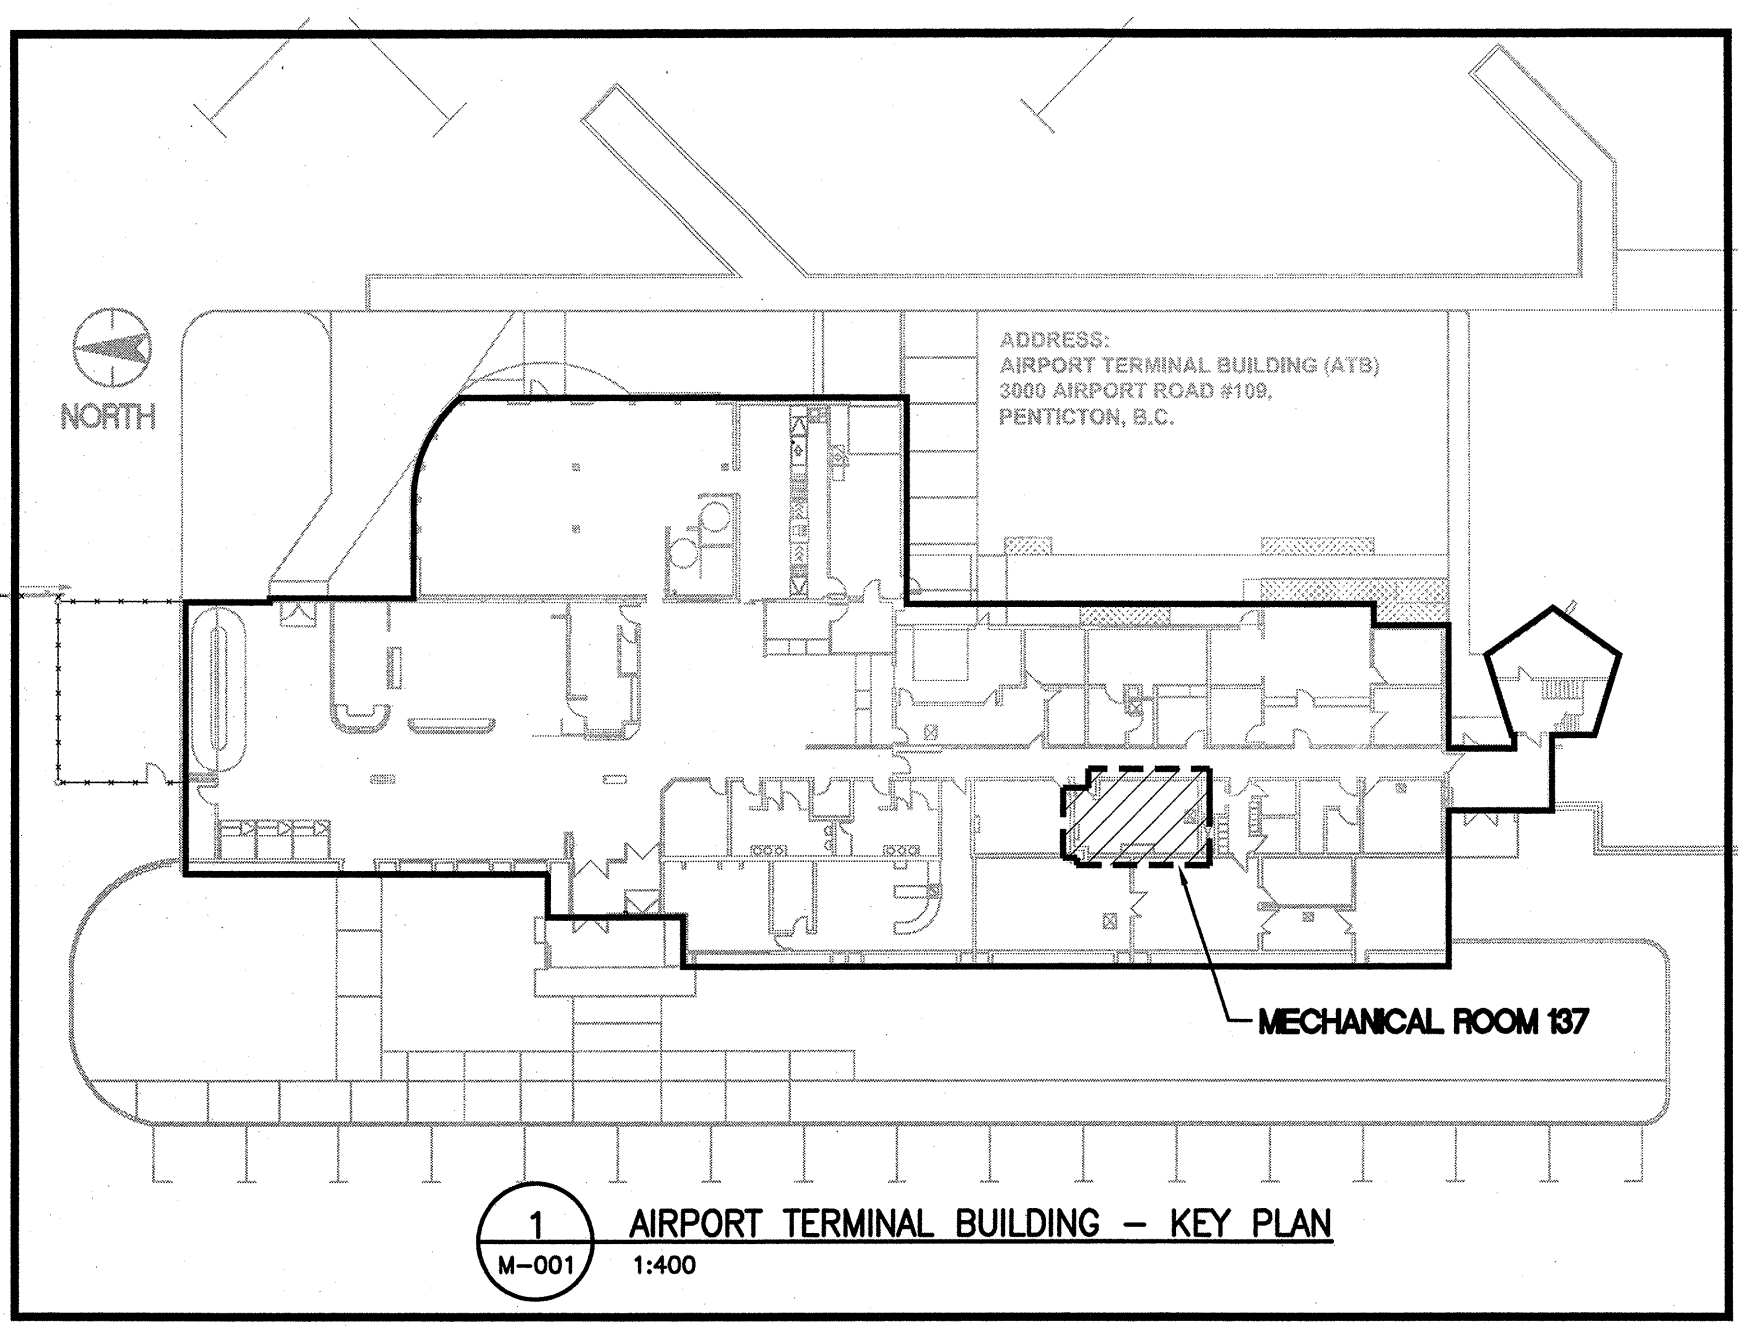 ADDRESS:
AIRPORT TERMINAL BUILDING (ATB)
3000 AIRPORT ROAD #109,
PENTICTON, B.C.
NORTH
MECHANICAL ROOM 137
1
M-001
AIRPORT TERMINAL BUILDING - KEY PLAN
1:400